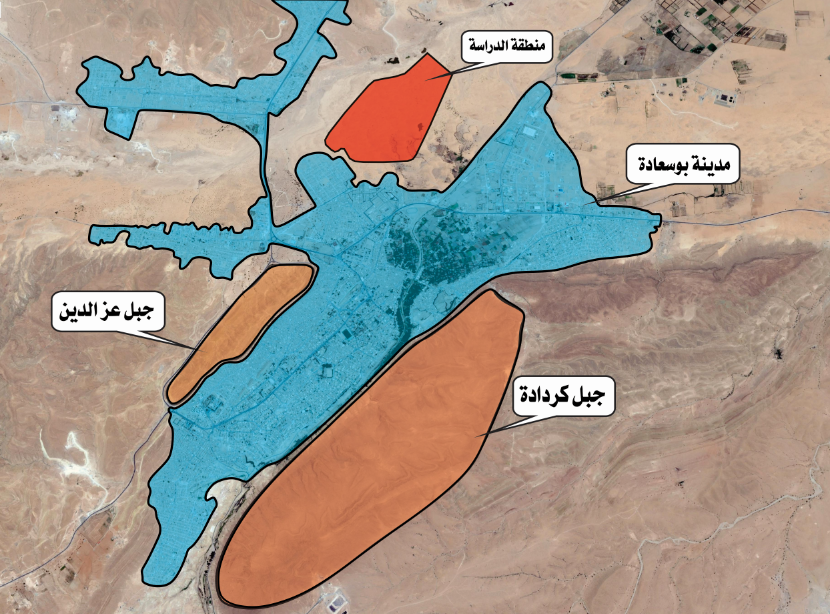 منطقة الدراسة
مدينة بوسعادة
جبل عز الدين
جبل كردادة